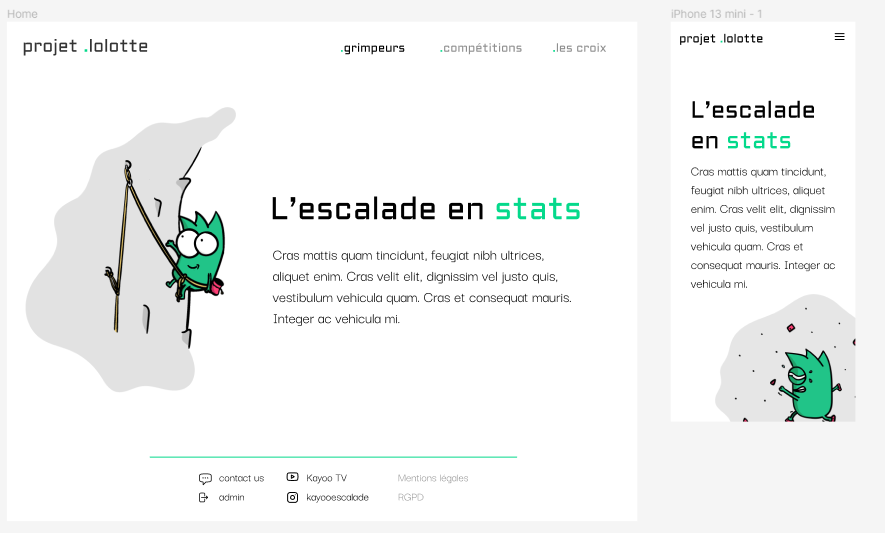 Home
projet .lolotte
.grimpeurs
.compétitions
.les croix
L'escalade en stats
Cras mattis quam tincidunt, feugiat nibh ultrices,
aliquet enim. Cras velit elit, dignissim vel justo quis,
vestibulum vehicula quam. Cras et consequat mauris.
Integer ac vehicula mi.
contact us
Kayoo TV
Mentions légales
admin
kayooescalade
RGPD
iPhone 13 mini - 1
projet .lolotte
L'escalade
en stats
Cras mattis quam tincidunt,
feugiat nibh ultrices, aliquet
enim. Cras velit elit, dignissim
vel justo quis, vestibulum
vehicula quam. Cras et
consequat mauris. Integer ac
vehicula mi.